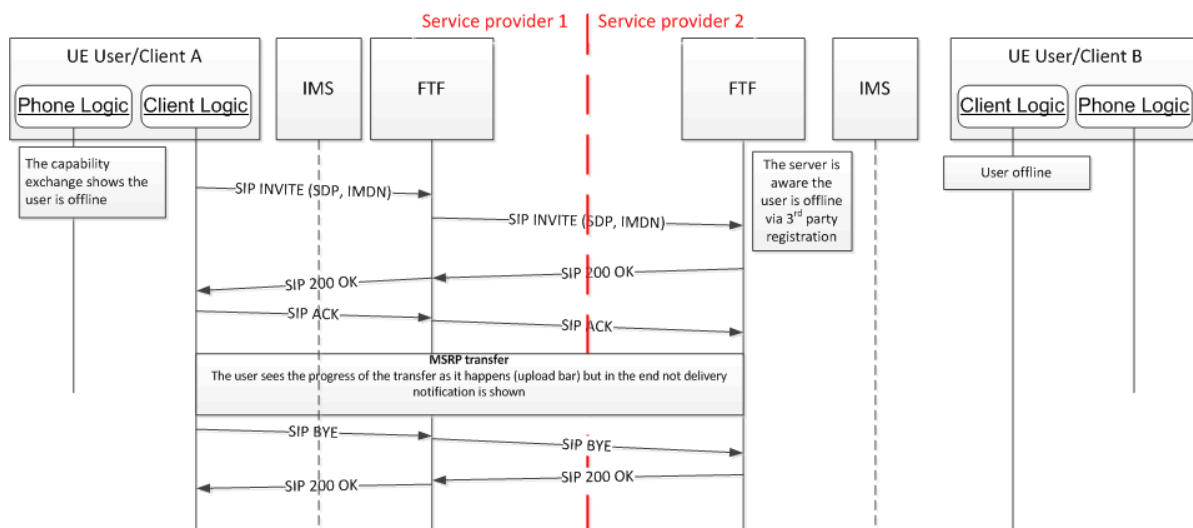 Service provider 1
Service provider 2
UE User/Client A
Phone Logic
Client Logic
IMS
FTF
FTF
IMS
UE User/Client B
Client Logic
Phone Logic
The capability
exchange shows the
user is offline
The server is
aware the
user is offline
via 3rd party
registration
User offline
SIP INVITE (SDP, IMDN)
SIP INVITE (SDP, IMDN)
SIP 200 OK
SIP 200 OK
SIP ACK
SIP ACK
MSRP transfer
The user sees the progress of the transfer as it happens (upload bar) but in the end not delivery
notification is shown
SIP BYE
SIP BYE
SIP 200 OK
SIP 200 OK